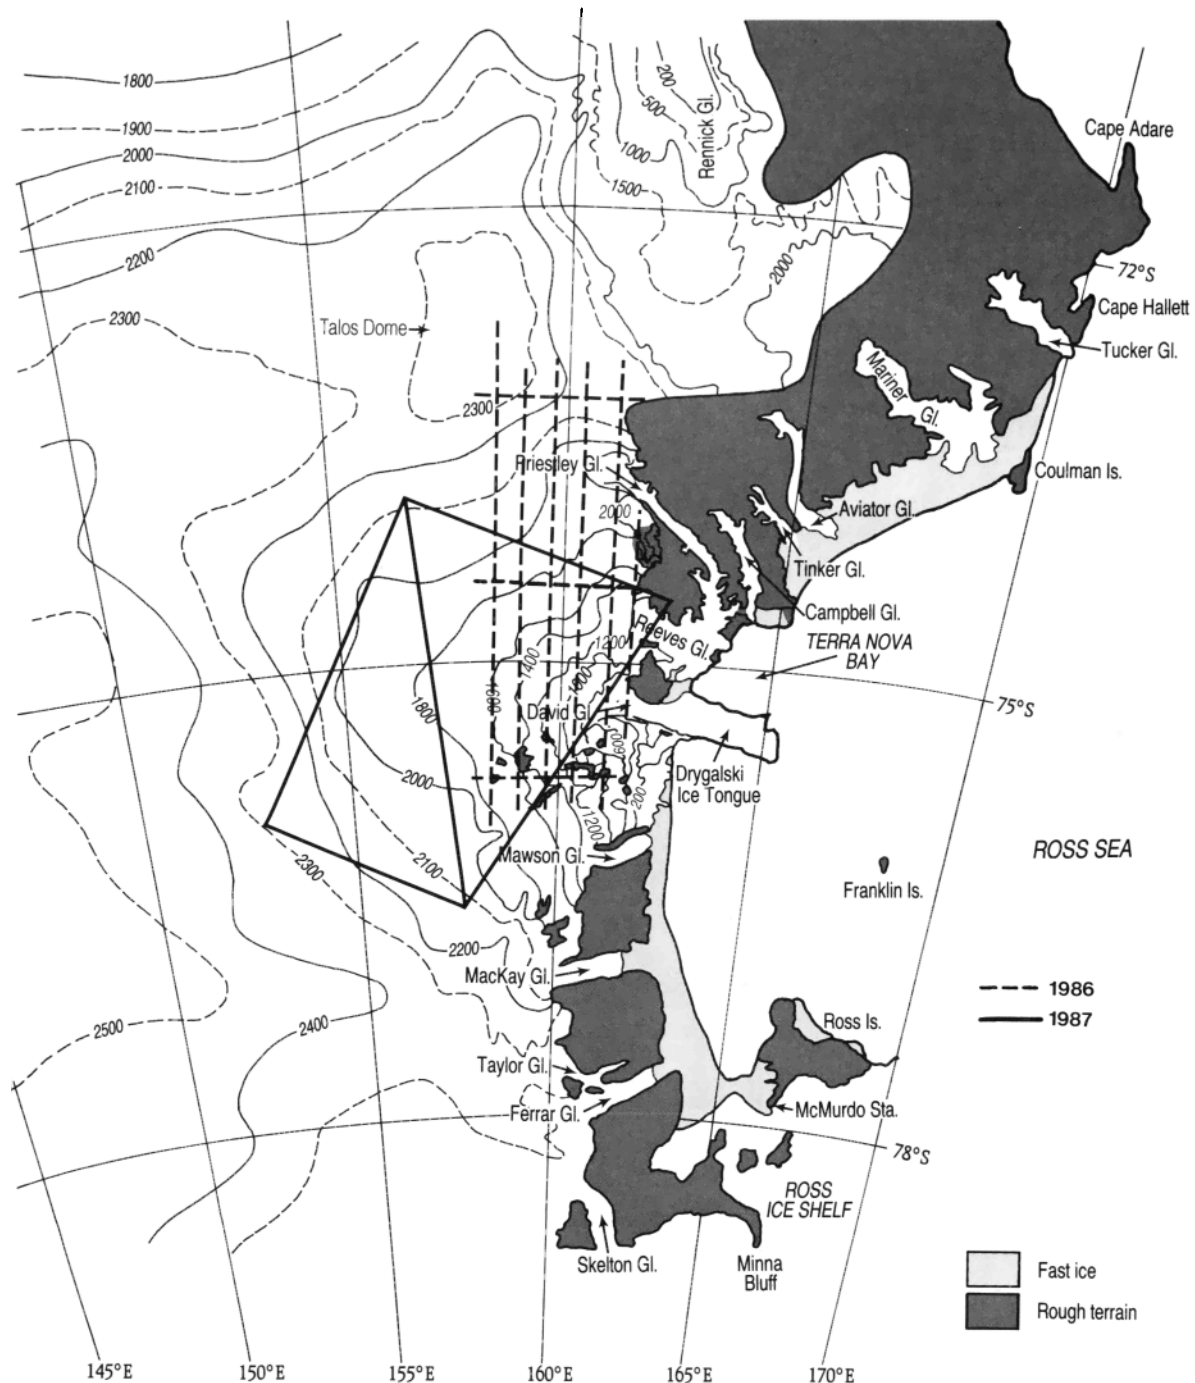 1800
1900
2000
2100
2200
2300
200
500
1000
1500
Rennick Gl.
2000
Cape Adare
72°S
Cape Hallett
Tucker Gl.
Talos Dome
2300
Mariner
Gl.
Coulman Is.
Priestley Gl.
2000
Aviator Gl.
Tinker Gl.
Campbell Gl.
TERRA NOVA
BAY
Reeves Gl.
1200
1400
1600
1800
David Gl.
75°S
Drygalski
Ice Tongue
200
2000
1200
2100
2300
Mawson Gl.
ROSS SEA
Franklin Is.
2200
MacKay Gl.
1986
1987
2500
2400
Ross Is.
Taylor Gl.
Ferrar Gl.
McMurdo Sta.
78°S
ROSS
ICE SHELF
Skelton Gl.
Minna
Bluff
Fast ice
Rough terrain
145°E
150°E
155°E
160°E
165°E
170°E